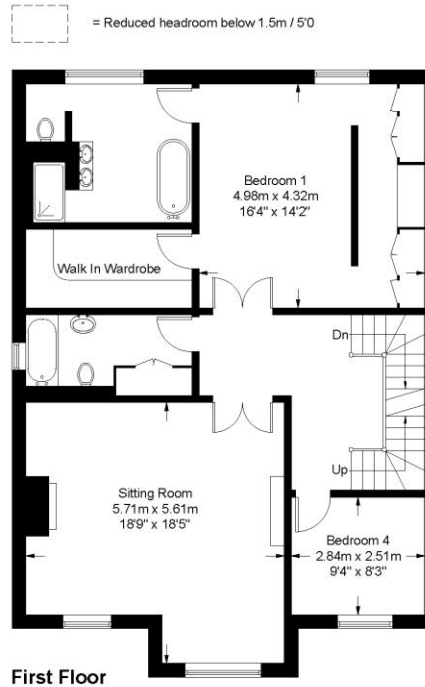 = Reduced headroom below 1.5m / 5'0
Bedroom 1
4.98m x 4.32m
16'4" x 14'2"
Walk In Wardrobe
Dn
Up
Sitting Room
5.71m x 5.61m
18'9" x 18'5"
Bedroom 4
2.84m x 2.51m
9'4" x 8'3"
First Floor